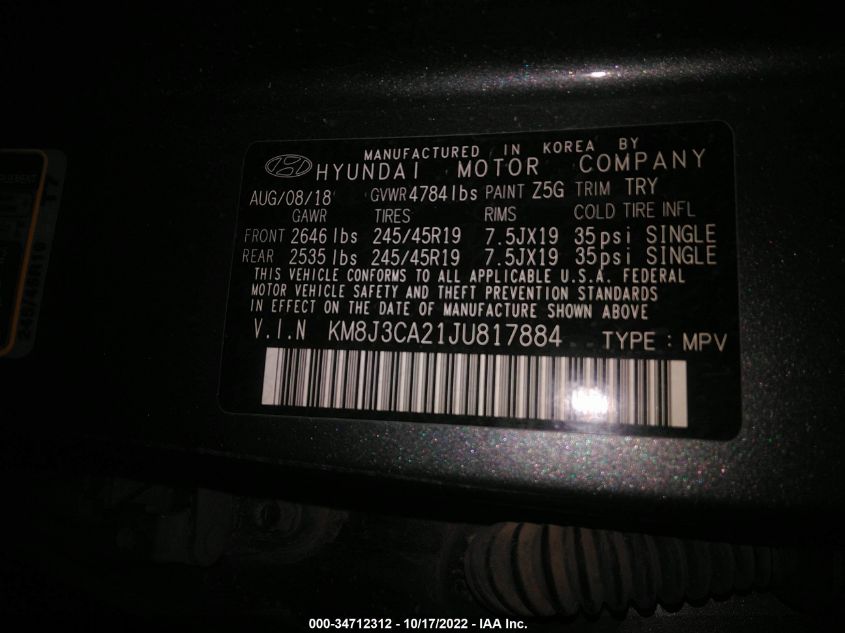 MANUFACTURED IN KOREA BY
HYUNDAI MOTOR COMPANY
AUG/08/18 GVWR 4784 lbs PAINT Z5G TRIM TRY
GAWR TIRES RIMS COLD TIRE INFL
FRONT 2646 lbs 245/45R19 7.5JX19 35psi SINGLE
REAR 2535 lbs 245/45R19 7.5JX19 35psi SINGLE
THIS VEHICLE CONFORMS TO ALL APPLICABLE U.S.A. FEDERAL
MOTOR VEHICLE SAFETY AND THEFT PREVENTION STANDARDS
IN EFFECT ON THE DATE OF MANUFACTURE SHOWN ABOVE
V.I.N KM8J3CA21JU817884 TYPE : MPV
000-34712312 - 10/17/2022 - IAA Inc.